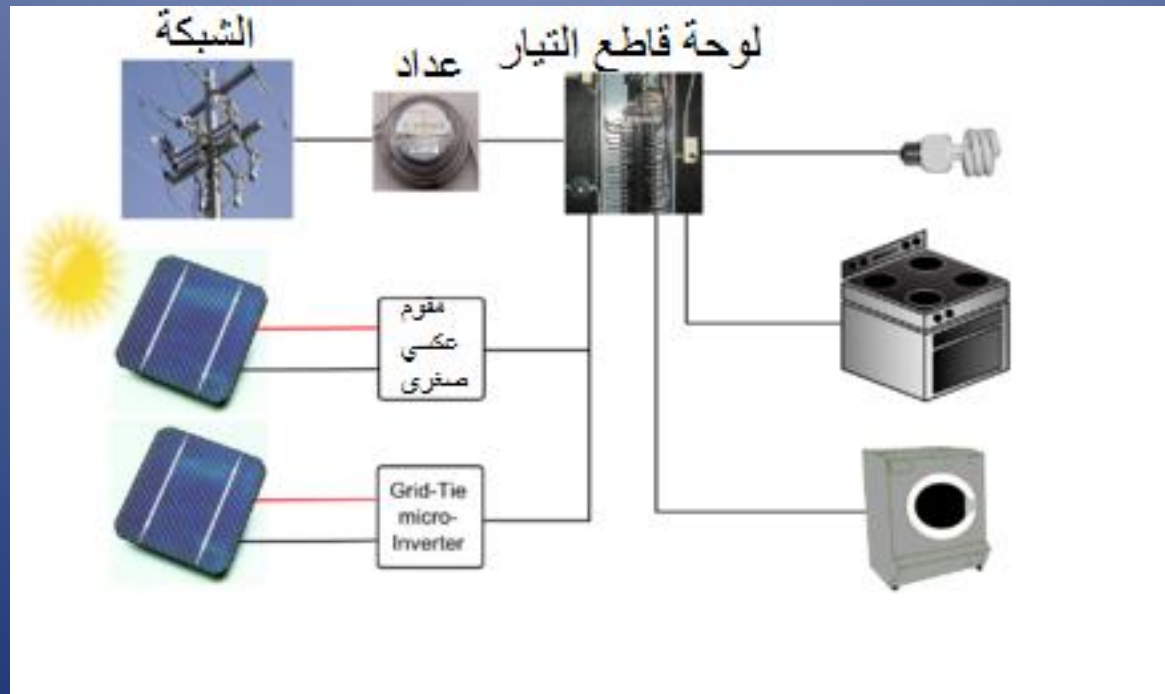 الشبكة
عداد
لوحة قاطع التيار
مقوم
عكسي
صغرى
Grid-Tie
micro-
Inverter